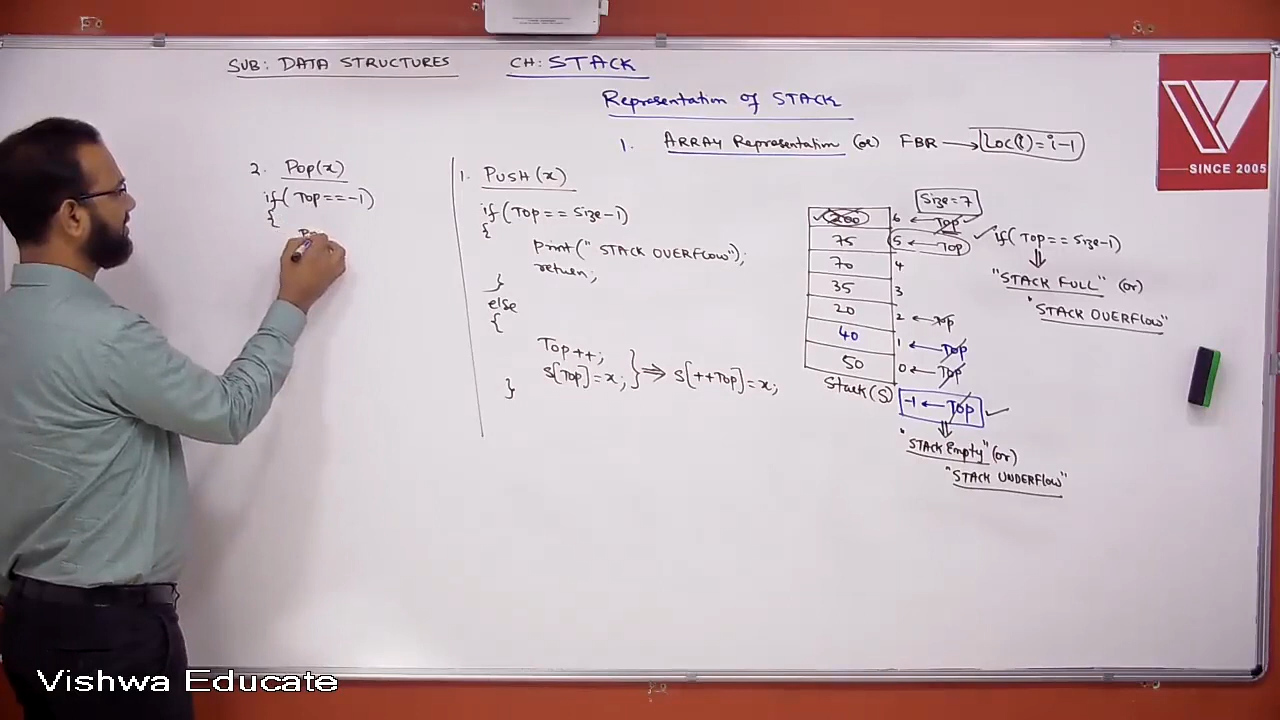 SUB: DATA STRUCTURES CH: STACK
Representation of STACK
1. ARRAY Representation (or) FBR → Loc(i) = i-1
SINCE 2005
2. Pop(x)
if( Top == -1)
{
1. PUSH(x)
if (Top == Size-1)
{
Print(" STACK OVERFLOW");
return;
}
else
{
Top++;
S[Top] = x; } ⇒ S[++Top] = x;
}
Size = 7
200 6 ← Top
75 5 ← Top
70 4
35 3
20 2 ← Top
40 1 ← Top
50 0 ← Top
Stack(S)
-1 ← Top ✓
"STACK Empty" (or)
"STACK UNDERFLOW"
✓ if( Top == Size-1)
"STACK FULL" (or)
"STACK OVERFLOW"
Vishwa Educate